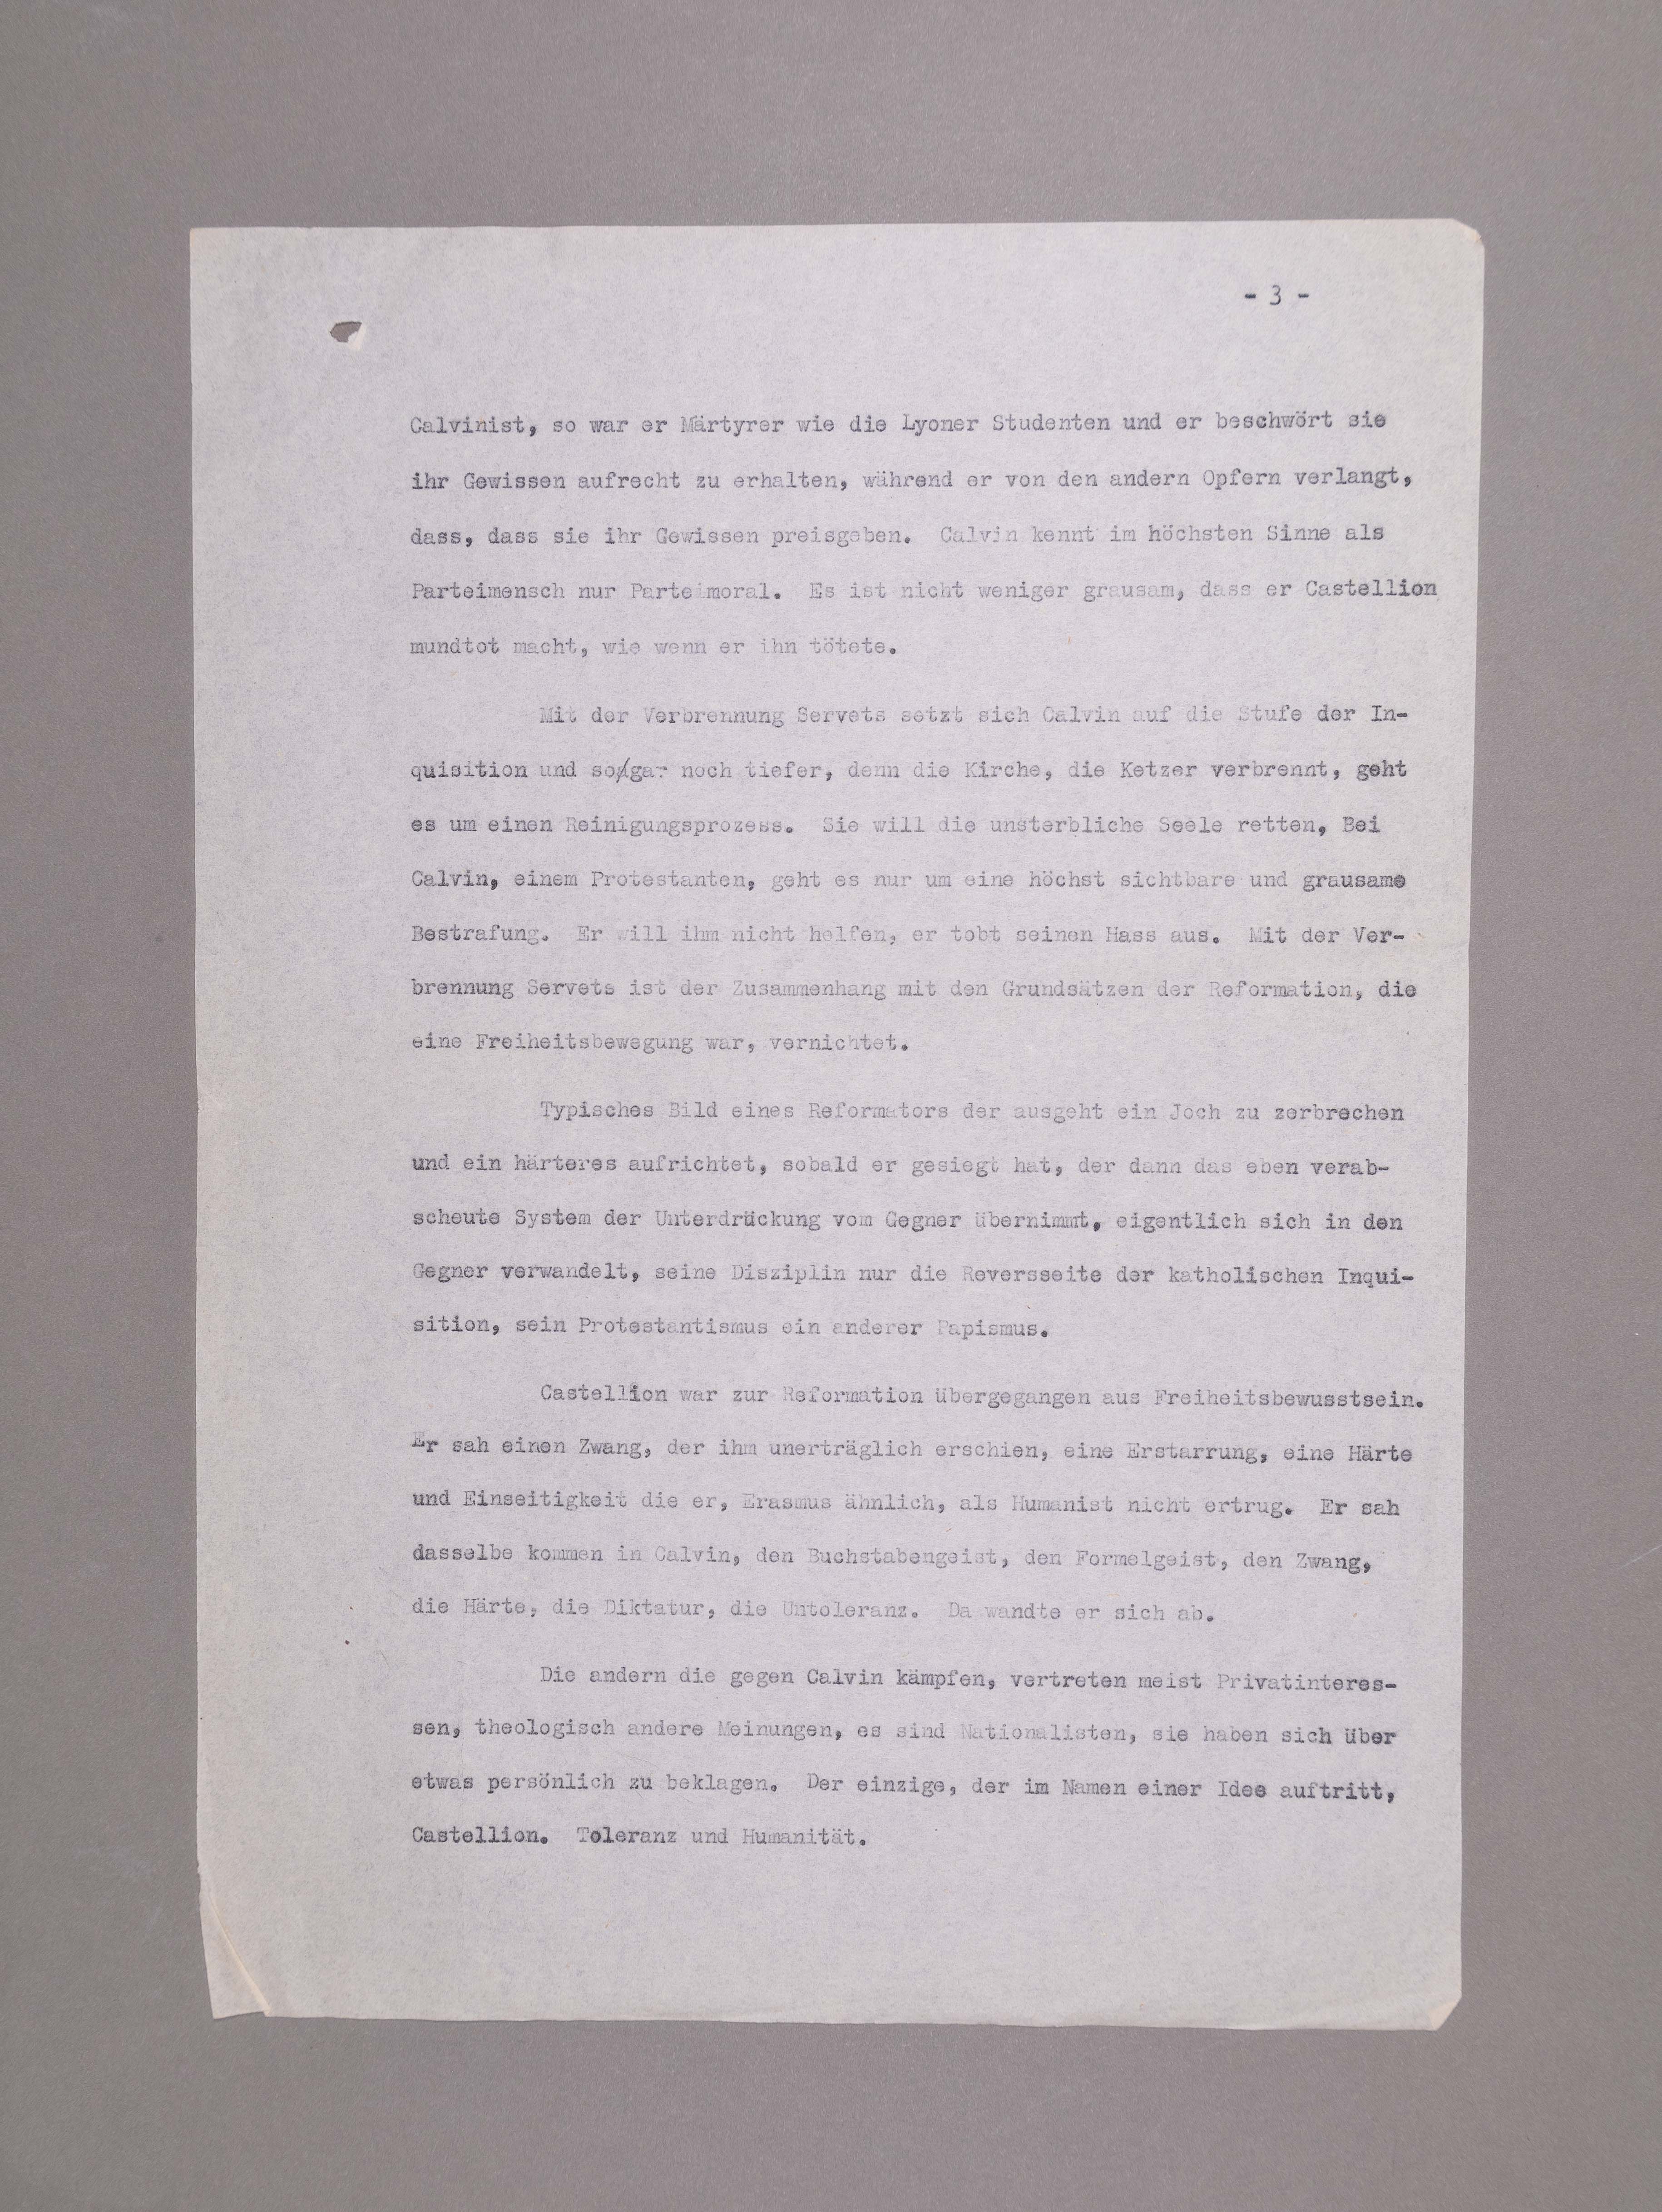 - 3 -
Calvinist, so war er Märtyrer wie die Lyoner Studenten und er beschwört sie
ihr Gewissen aufrecht zu erhalten, während er von den andern Opfern verlangt,
dass, dass sie ihr Gewissen preisgeben. Calvin kennt im höchsten Sinne als
Parteimensch nur Parteimoral. Es ist nicht weniger grausam, dass er Castellion
mundtot macht, wie wenn er ihn tötete.
Mit der Verbrennung Servets setzt sich Calvin auf die Stufe der In-
quisition und sogar noch tiefer, denn die Kirche, die Ketzer verbrennt, geht
es um einen Reinigungsprozess. Sie will die unsterbliche Seele retten, Bei
Calvin, einem Protestanten, geht es nur um eine höchst sichtbare und grausame
Bestrafung. Er will ihm nicht helfen, er tobt seinen Hass aus. Mit der Ver-
brennung Servets ist der Zusammenhang mit den Grundsätzen der Reformation, die
eine Freiheitsbewegung war, vernichtet.
Typisches Bild eines Reformators der ausgeht ein Joch zu zerbrechen
und ein härteres aufrichtet, sobald er gesiegt hat, der dann das eben verab-
scheute System der Unterdrückung vom Gegner übernimmt, eigentlich sich in den
Gegner verwandelt, seine Disziplin nur die Reversseite der katholischen Inqui-
sition, sein Protestantismus ein anderer Papismus.
Castellion war zur Reformation übergegangen aus Freiheitsbewusstsein.
Er sah einen Zwang, der ihm unerträglich erschien, eine Erstarrung, eine Härte
und Einseitigkeit die er, Erasmus ähnlich, als Humanist nicht ertrug. Er sah
dasselbe kommen in Calvin, den Buchstabengeist, den Formelgeist, den Zwang,
die Härte, die Diktatur, die Untoleranz. Da wandte er sich ab.
Die andern die gegen Calvin kämpfen, vertreten meist Privatinteres-
sen, theologisch andere Meinungen, es sind Nationalisten, sie haben sich über
etwas persönlich zu beklagen. Der einzige, der im Namen einer Idee auftritt,
Castellion. Toleranz und Humanität.